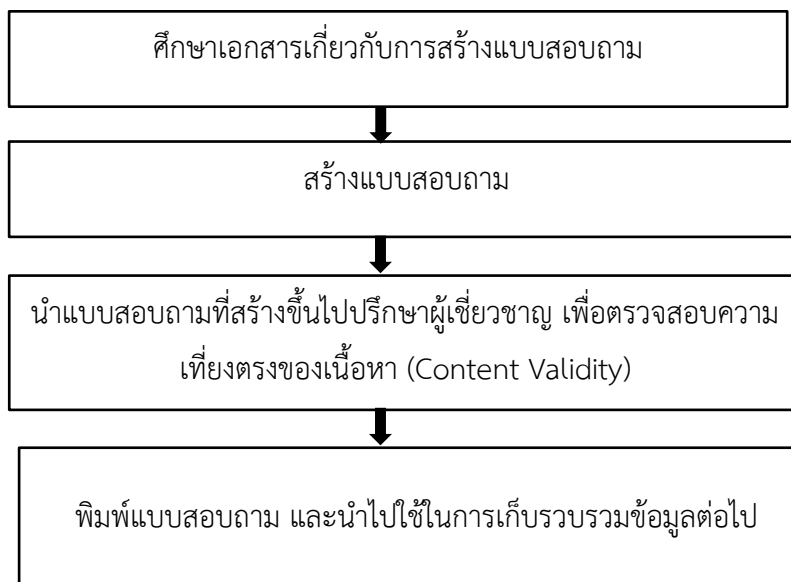 ศึกษาเอกสารเกี่ยวกับการสร้างแบบสอบถาม
สร้างแบบสอบถาม
นำแบบสอบถามที่สร้างขึ้นไปปรึกษาผู้เชี่ยวชาญ เพื่อตรวจสอบความ
เที่ยงตรงของเนื้อหา (Content Validity)
พิมพ์แบบสอบถาม และนำไปใช้ในการเก็บรวบรวมข้อมูลต่อไป